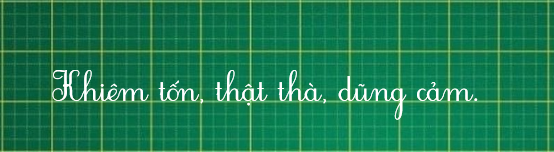 Khiêm tốn, thật thà, dũng cảm.